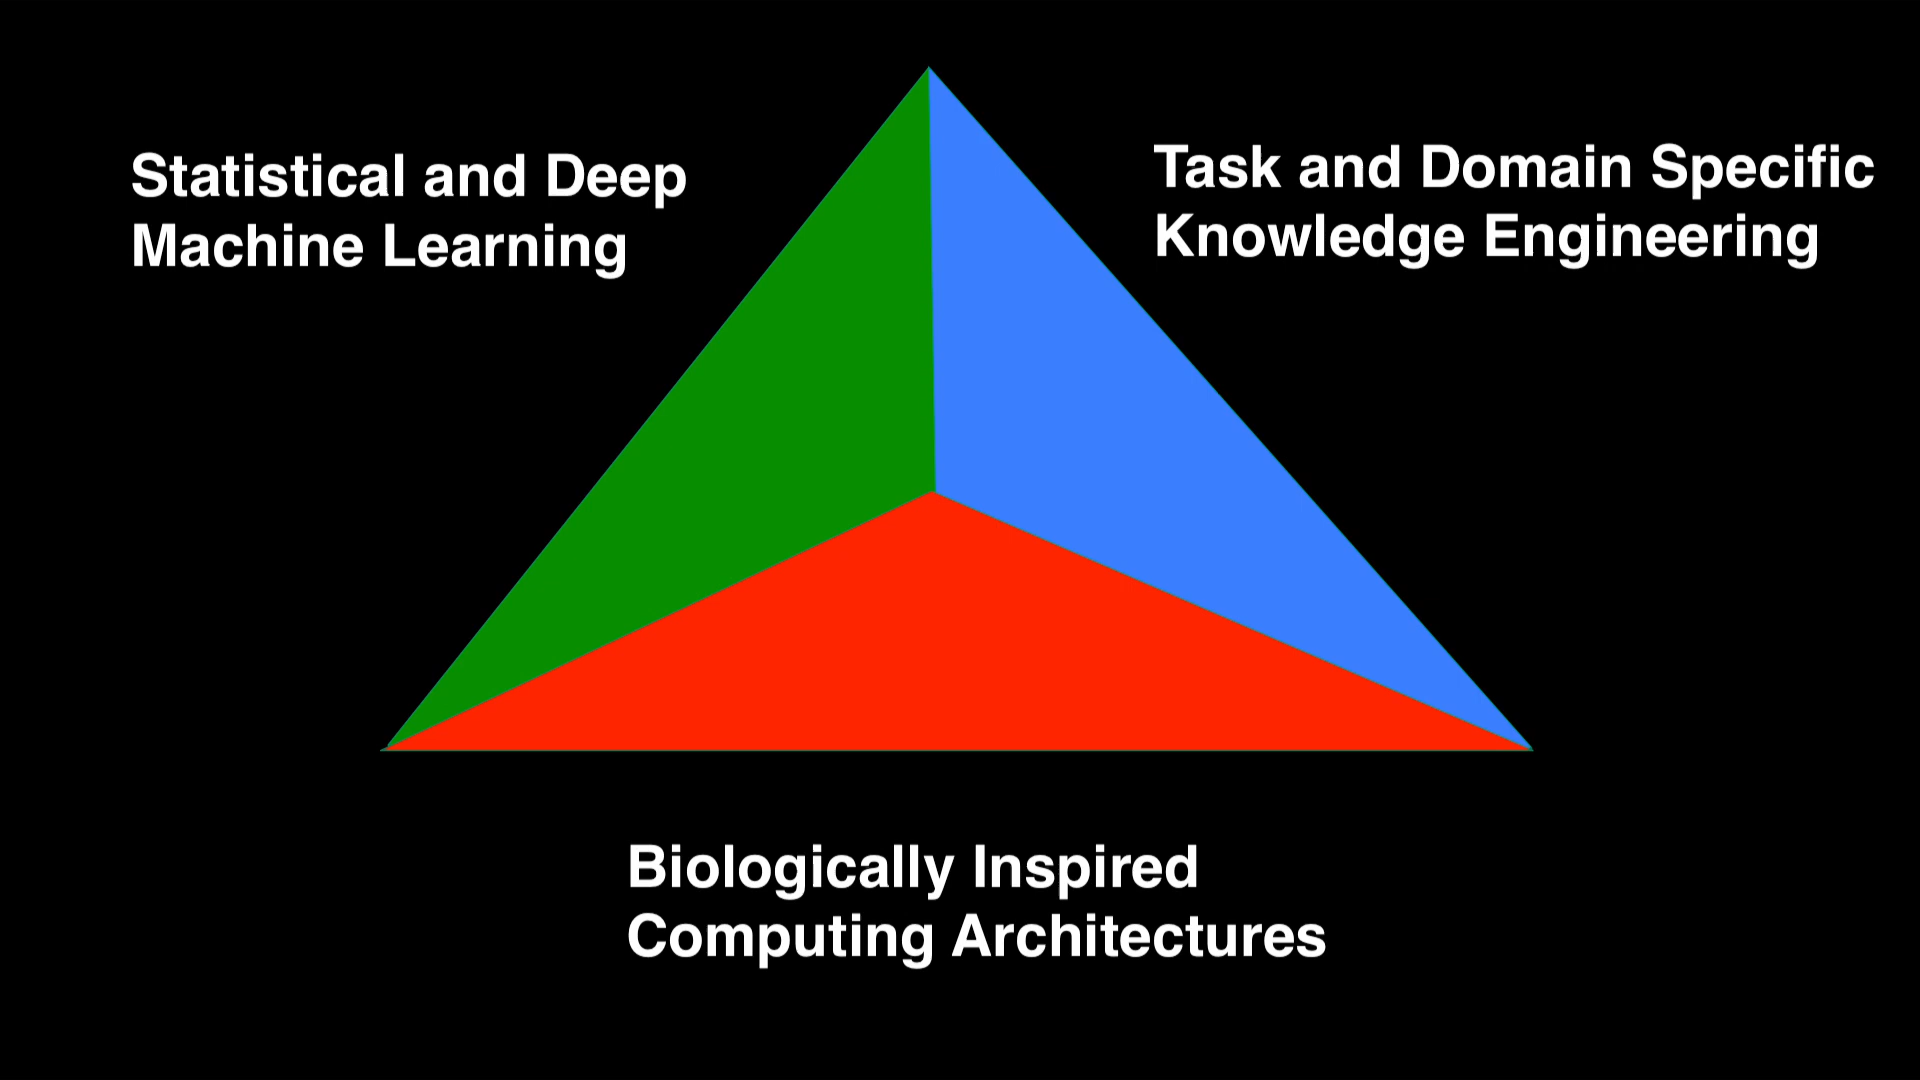 Statistical and Deep
Machine Learning
Task and Domain Specific
Knowledge Engineering
Biologically Inspired
Computing Architectures